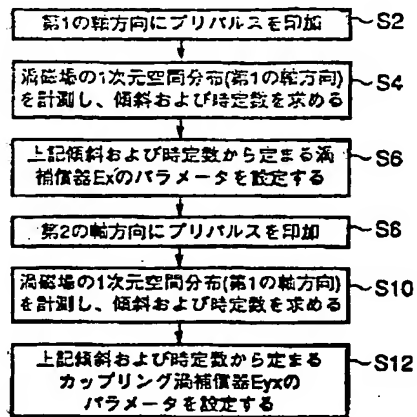 第1の軸方向にプリパルスを印加
S2
渦磁場の1次元空間分布(第1の軸方向)
を計測し、傾斜および時定数を求める
S4
上記傾斜および時定数から定まる渦
補償器Exのパラメータを設定する
S6
第2の軸方向にプリパルスを印加
S8
渦磁場の1次元空間分布(第1の軸方向)
を計測し、傾斜および時定数を求める
S10
上記傾斜および時定数から定まる
カップリング渦補償器Eyxの
パラメータを設定する
S12